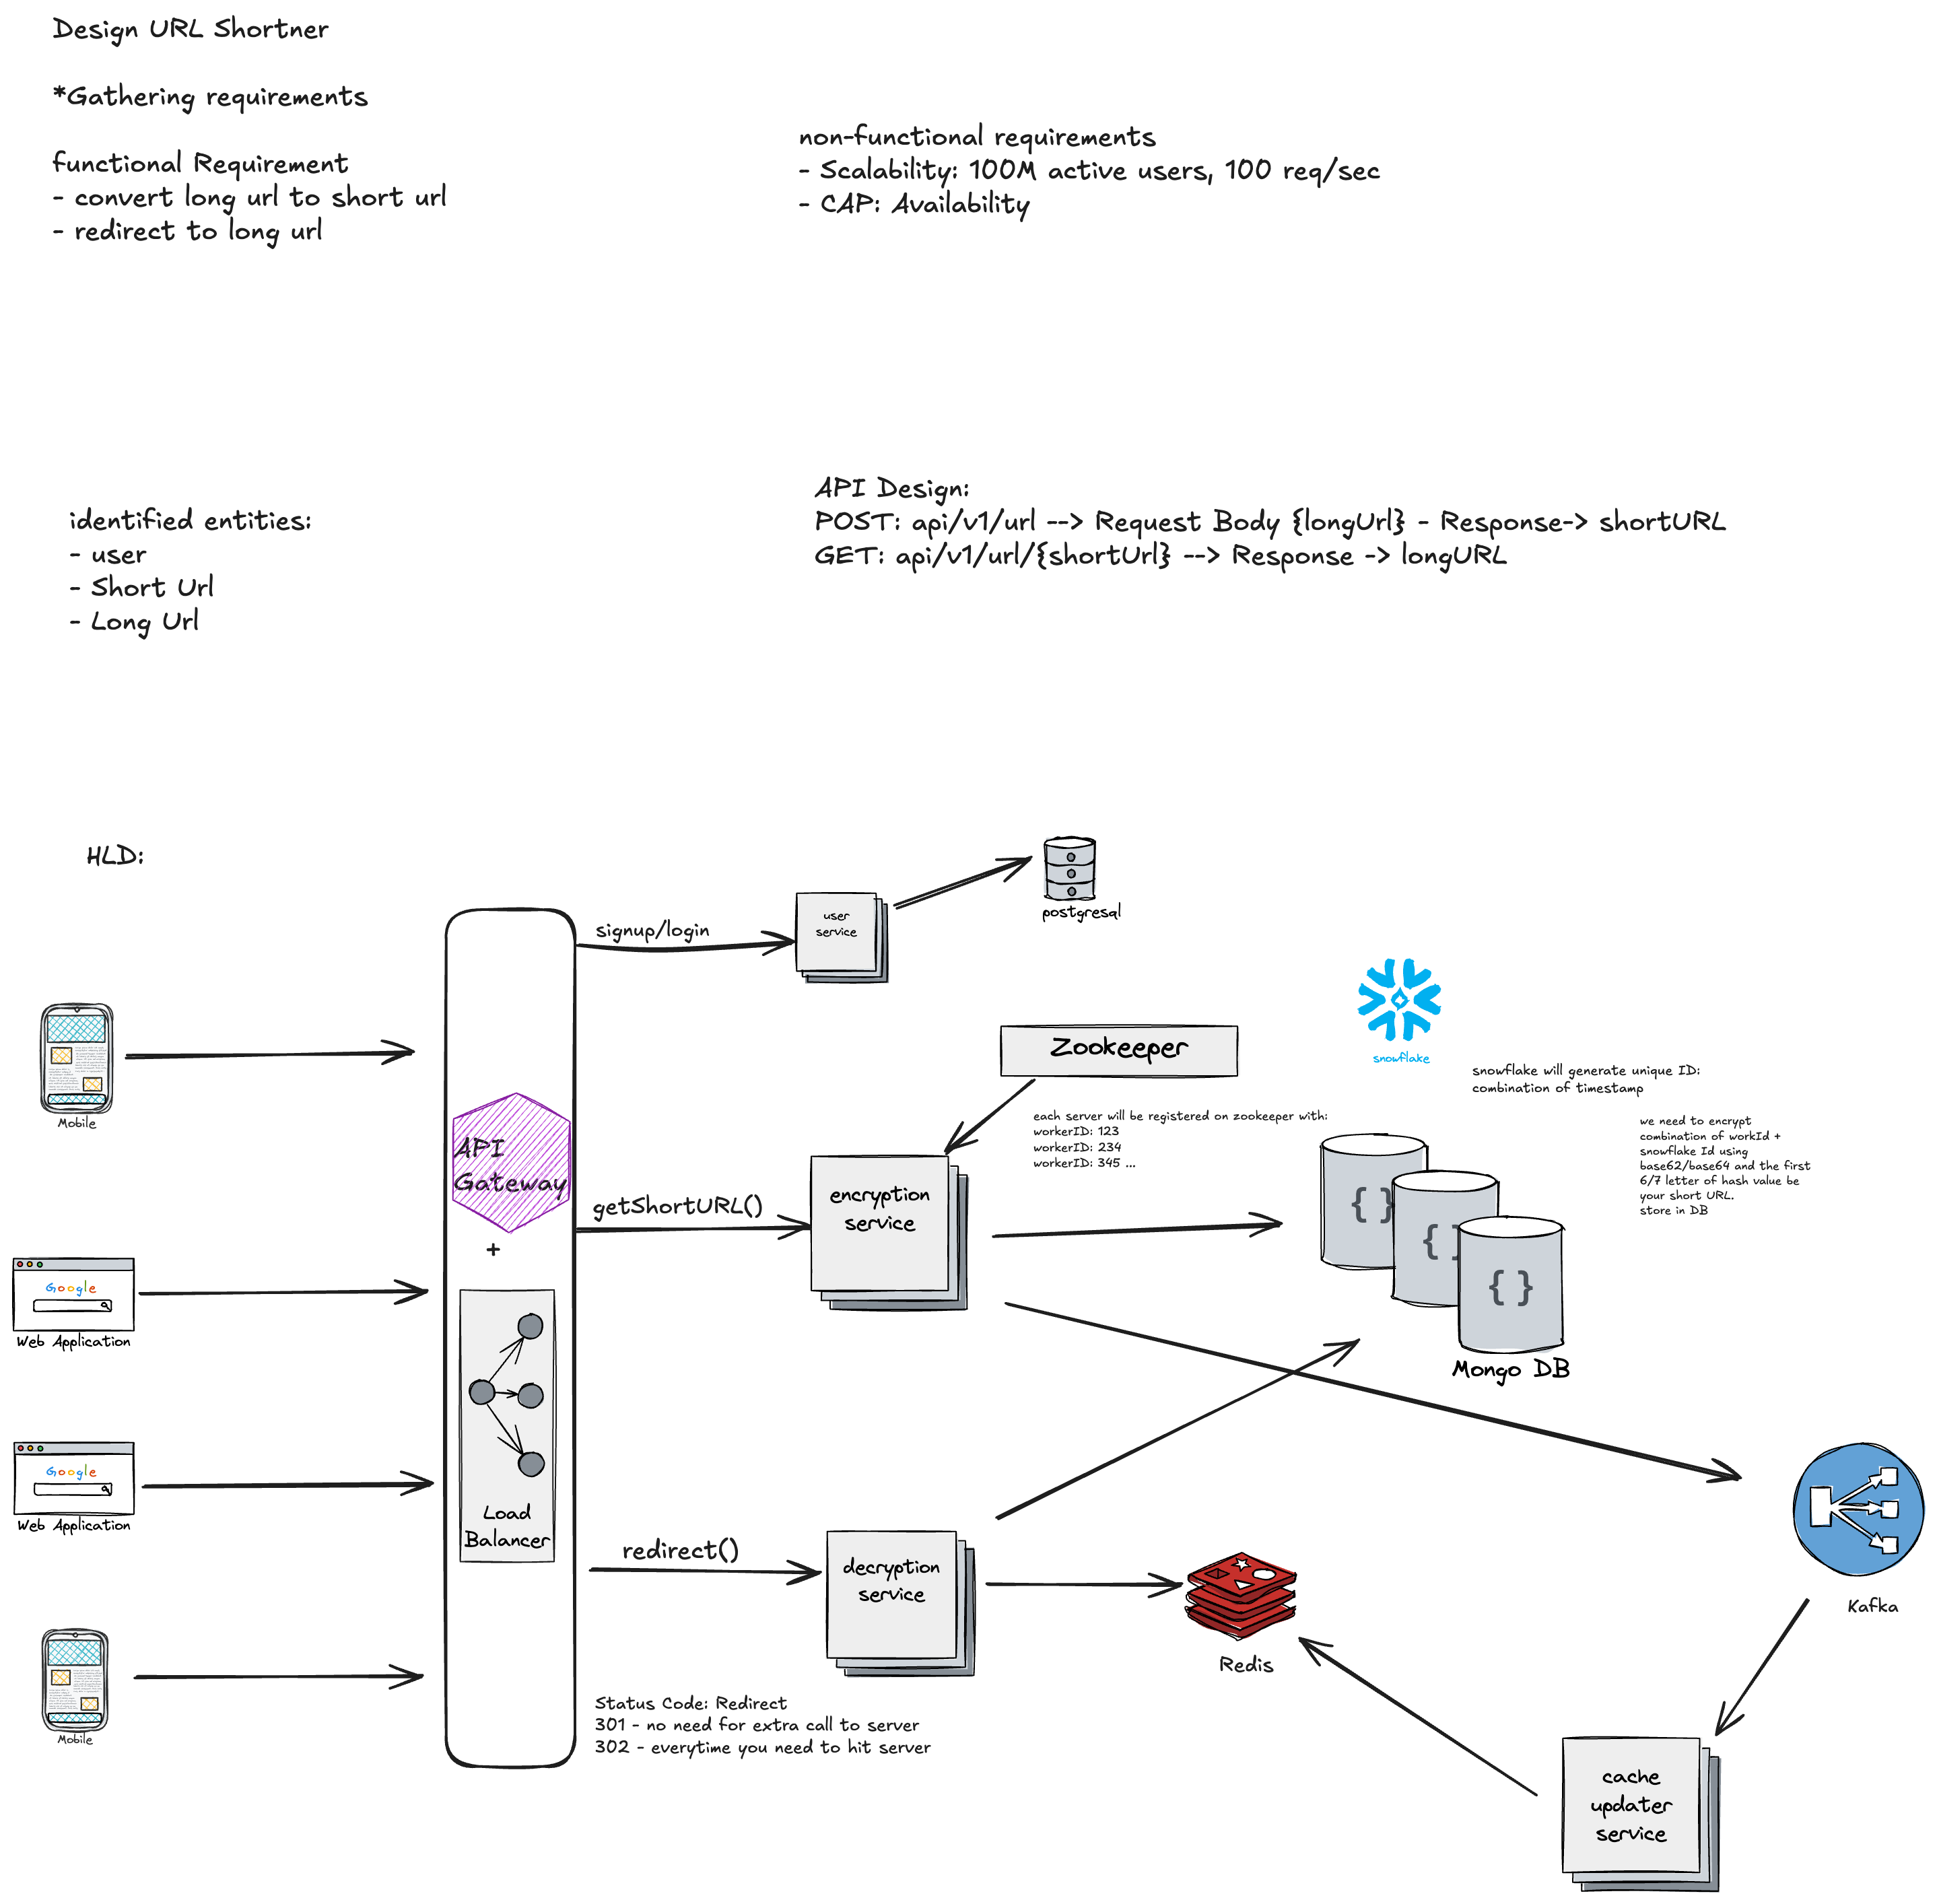 Design URL Shortner
*Gathering requirements
functional Requirement
- convert long url to short url
- redirect to long url
non-functional requirements
- Scalability: 100M active users, 100 req/sec
- CAP: Availability
identified entities:
- user
- Short Url
- Long Url
API Design:
POST: api/v1/url --> Request Body {longUrl} - Response-> shortURL
GET: api/v1/url/{shortUrl} --> Response -> longURL
HLD:
Mobile
Google
Web Application
Google
Web Application
Mobile
API
Gateway
+
Load
Balancer
signup/login
user
service
postgresql
Zookeeper
each server will be registered on zookeeper with:
workerID: 123
workerID: 234
workerID: 345 ...
getShortURL()
encryption
service
snowflake
snowflake will generate unique ID:
combination of timestamp
we need to encrypt
combination of workId +
snowflake Id using
base62/base64 and the first
6/7 letter of hash value be
your short URL.
store in DB
{ }
{ }
{ }
Mongo DB
redirect()
decryption
service
Status Code: Redirect
301 - no need for extra call to server
302 - everytime you need to hit server
Redis
Kafka
cache
updater
service